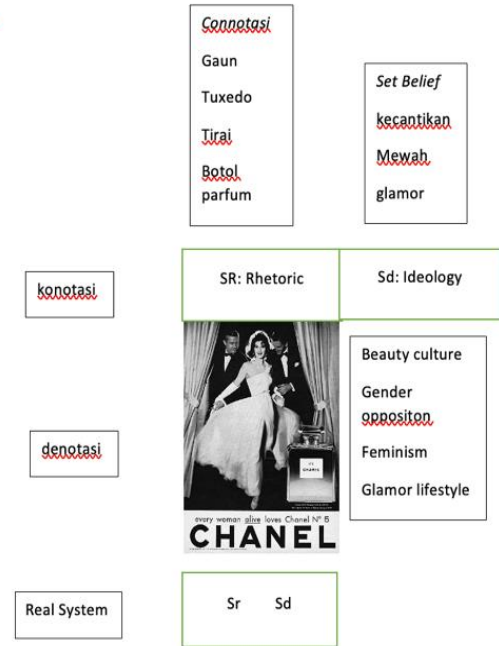 Connotasi
Gaun
Tuxedo
Tirai
Botol
parfum
Set Belief
kecantikan
Mewah
glamor
konotasi
SR: Rhetoric
Sd: Ideology
denotasi
CHANEL
every woman alive loves Chanel N° 5
CHANEL
Beauty culture
Gender
oppositon
Feminism
Glamor lifestyle
Real System
Sr Sd